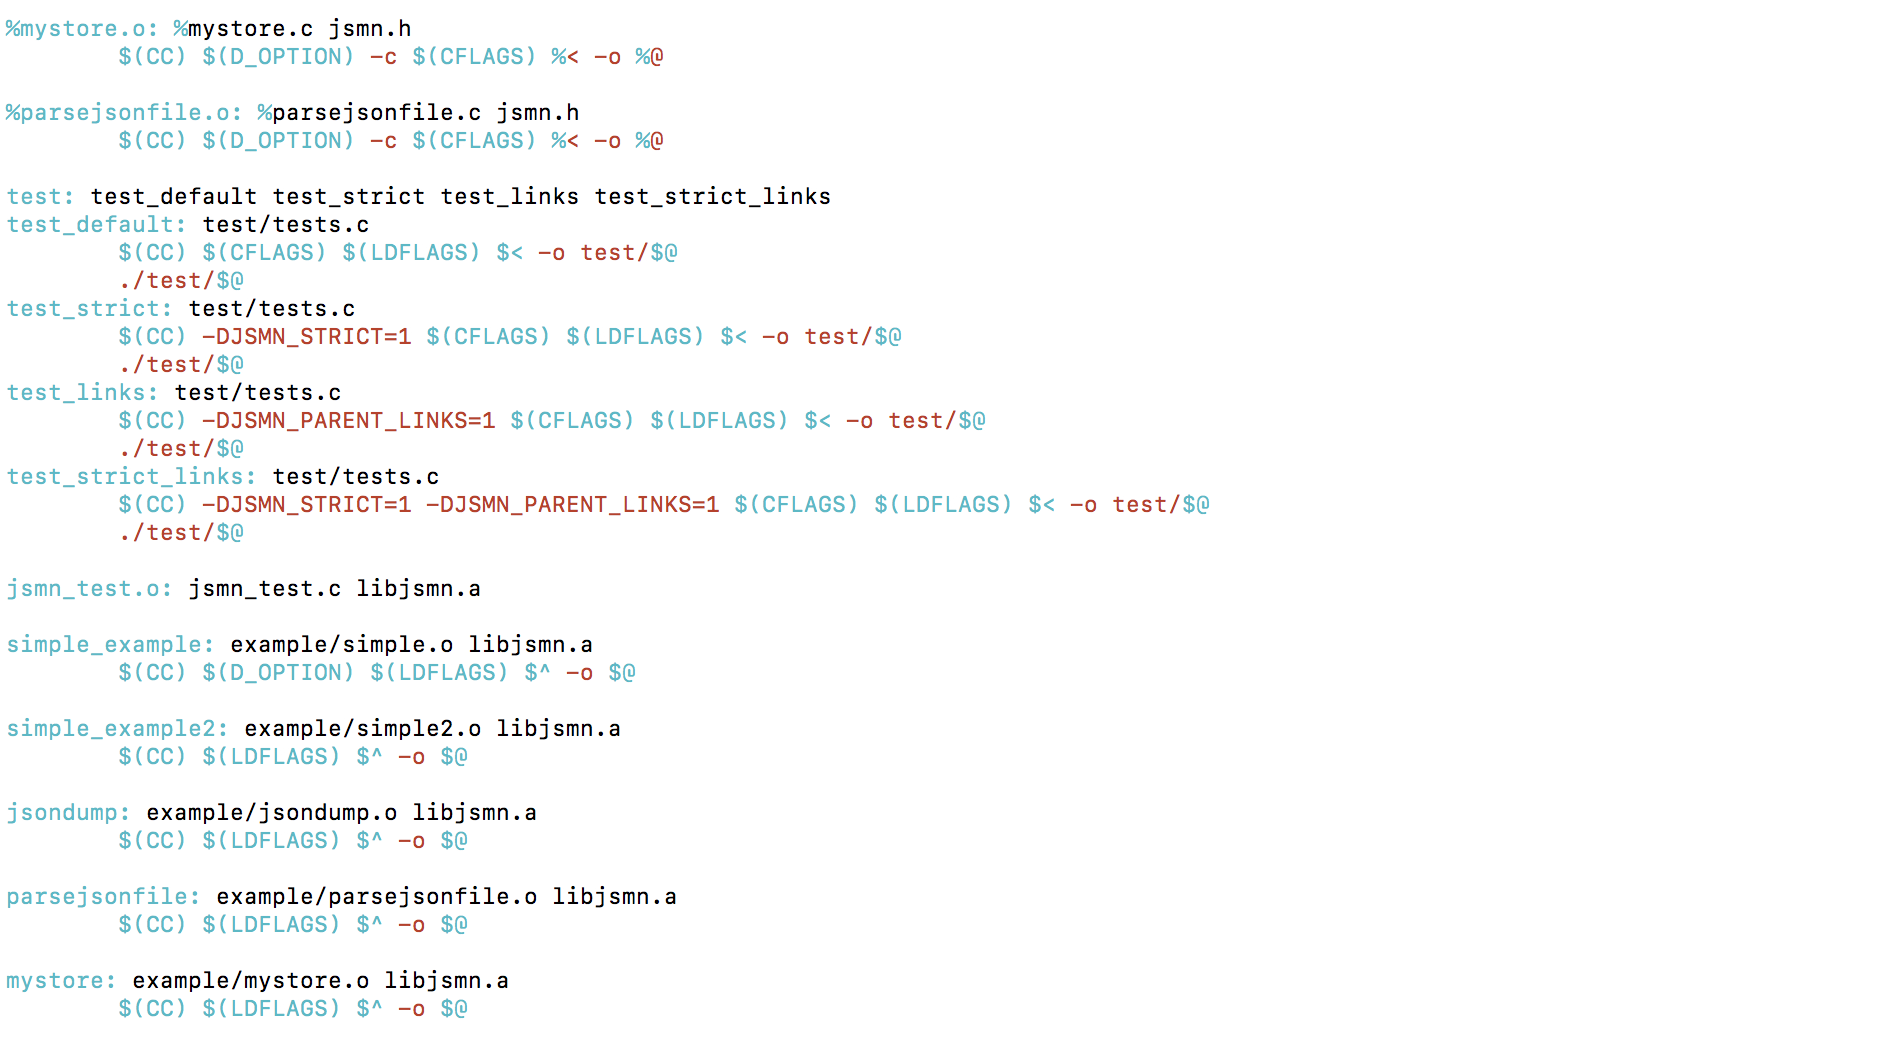 %mystore.o: %mystore.c jsmn.h
        $(CC) $(D_OPTION) -c $(CFLAGS) %< -o %@

%parsejsonfile.o: %parsejsonfile.c jsmn.h
        $(CC) $(D_OPTION) -c $(CFLAGS) %< -o %@

test: test_default test_strict test_links test_strict_links
test_default: test/tests.c
        $(CC) $(CFLAGS) $(LDFLAGS) $< -o test/$@
        ./test/$@
test_strict: test/tests.c
        $(CC) -DJSMN_STRICT=1 $(CFLAGS) $(LDFLAGS) $< -o test/$@
        ./test/$@
test_links: test/tests.c
        $(CC) -DJSMN_PARENT_LINKS=1 $(CFLAGS) $(LDFLAGS) $< -o test/$@
        ./test/$@
test_strict_links: test/tests.c
        $(CC) -DJSMN_STRICT=1 -DJSMN_PARENT_LINKS=1 $(CFLAGS) $(LDFLAGS) $< -o test/$@
        ./test/$@

jsmn_test.o: jsmn_test.c libjsmn.a

simple_example: example/simple.o libjsmn.a
        $(CC) $(D_OPTION) $(LDFLAGS) $^ -o $@

simple_example2: example/simple2.o libjsmn.a
        $(CC) $(LDFLAGS) $^ -o $@

jsondump: example/jsondump.o libjsmn.a
        $(CC) $(LDFLAGS) $^ -o $@

parsejsonfile: example/parsejsonfile.o libjsmn.a
        $(CC) $(LDFLAGS) $^ -o $@

mystore: example/mystore.o libjsmn.a
        $(CC) $(LDFLAGS) $^ -o $@